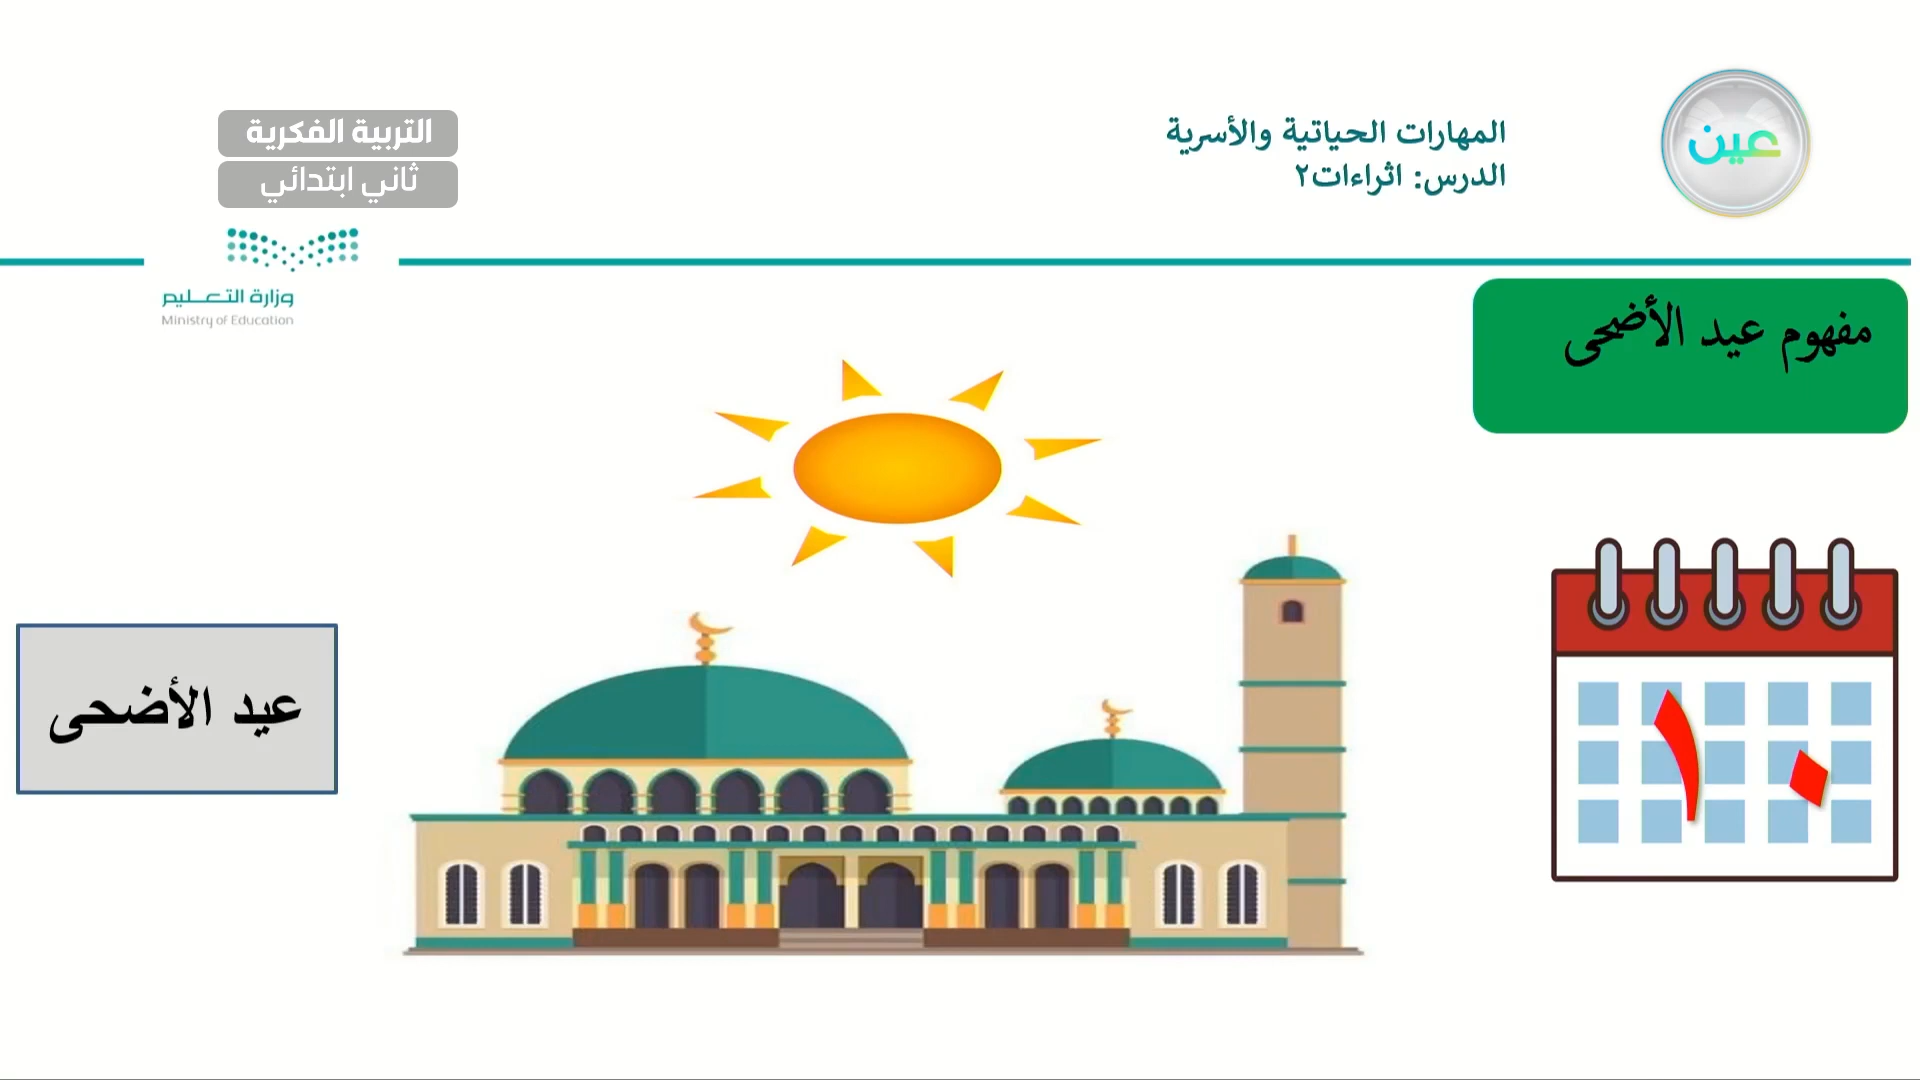 عين
المهارات الحياتية والأسرية
الدرس: اثراءات٢
التربية الفكرية
ثاني ابتدائي
وزارة التعليم
Ministry of Education
مفهوم عيد الأضحى
١٠
عيد الأضحى